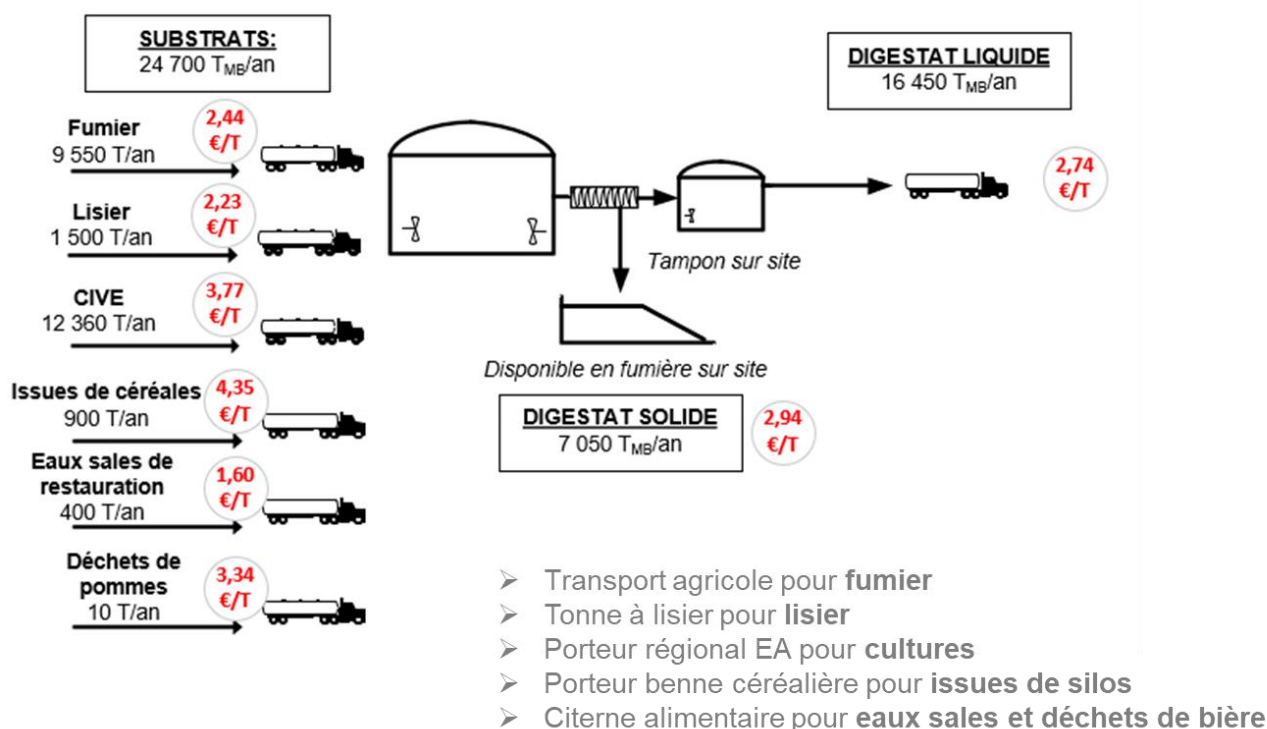 SUBSTRATS:
24 700 TMB/an
DIGESTAT LIQUIDE
16 450 TMB/an
Fumier
9 550 T/an
2,44
€/T
Lisier
1 500 T/an
2,23
€/T
CIVE
12 360 T/an
3,77
€/T
Issues de céréales
900 T/an
4,35
€/T
Eaux sales de
restauration
400 T/an
1,60
€/T
Déchets de
pommes
10 T/an
3,34
€/T
2,74
€/T
Tampon sur site
Disponible en fumière sur site
DIGESTAT SOLIDE
7 050 TMB/an
2,94
€/T
➢ Transport agricole pour fumier
➢ Tonne à lisier pour lisier
➢ Porteur régional EA pour cultures
➢ Porteur benne céréalière pour issues de silos
➢ Citerne alimentaire pour eaux sales et déchets de bière